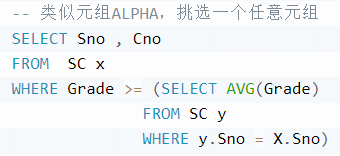 -- 类似元组ALPHA，挑选一个任意元组
SELECT Sno , Cno
FROM  SC x
WHERE Grade >= (SELECT AVG(Grade)
                FROM SC y
                WHERE y.Sno = X.Sno)